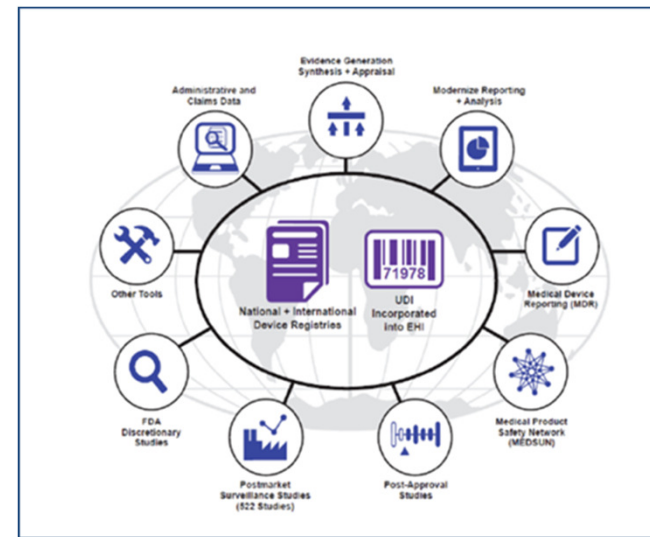 Evidence Generation
Synthesis + Appraisal
Administrative and
Claims Data
Modernize Reporting
+ Analysis
71978
National + International
Device Registries
UDI
Incorporated
into EHI
Other Tools
Medical Device
Reporting (MDR)
FDA
Discretionary
Studies
Medical Product
Safety Network
(MEDSUN)
Postmarket
Surveillance Studies
(522 Studies)
Post-Approval
Studies